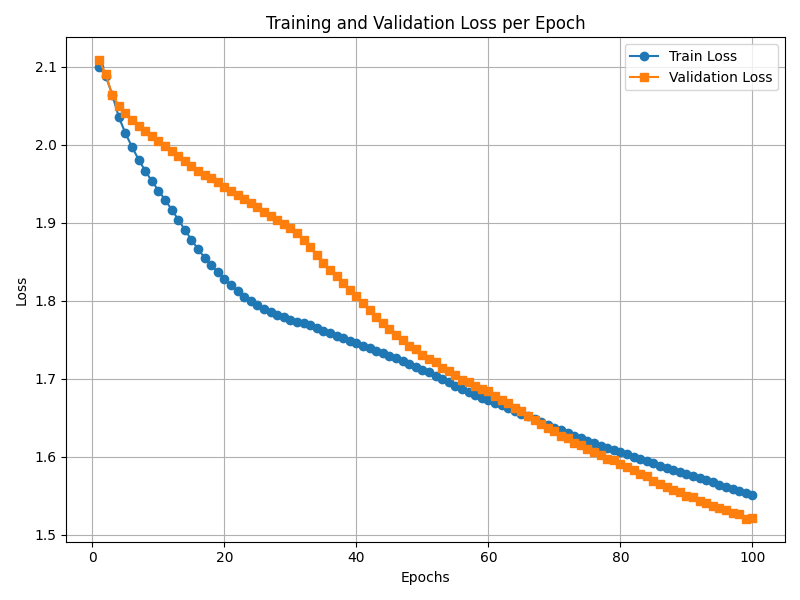 Training and Validation Loss per Epoch
Train Loss
Validation Loss
Loss
2.1
2.0
1.9
1.8
1.7
1.6
1.5
0
20
40
60
80
100
Epochs